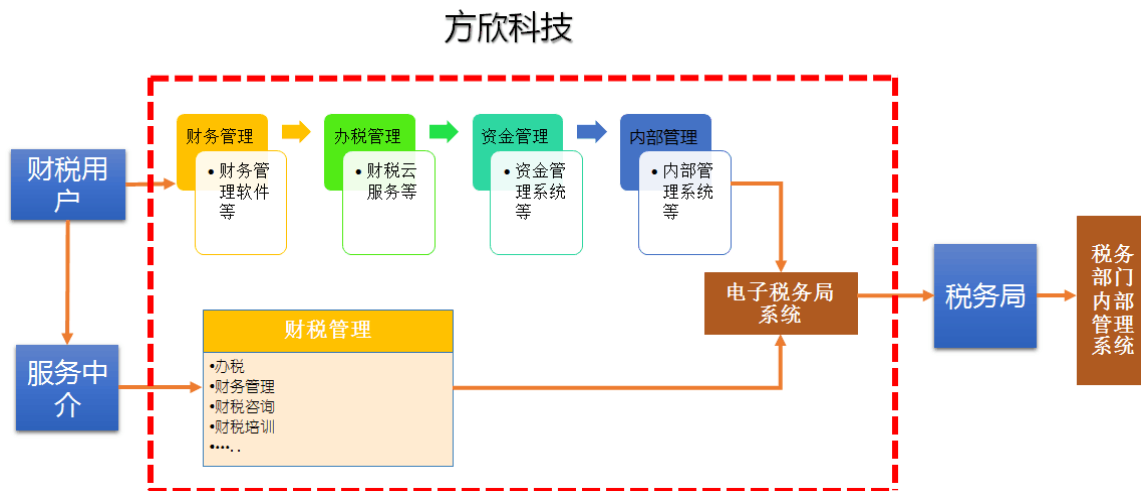 方欣科技
财务管理
办税管理
资金管理
内部管理
• 财务管
理软件
等
• 财税云
服务等
• 资金管
理系统
等
• 内部管
理系统
等
财税用
户
服务中
介
财税管理
•办税
•财务管理
•财税咨询
•财税培训
•…..
电子税务局
系统
税务局
税务
部门
内部
管理
系统